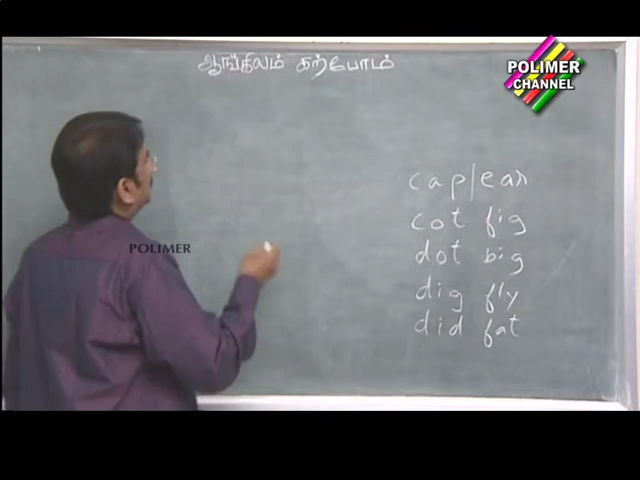 ஆங்கிலம் கற்போம்
POLIMER
CHANNEL
cap/ear
cot fig
POLIMER
dot big
dig fly
did fat